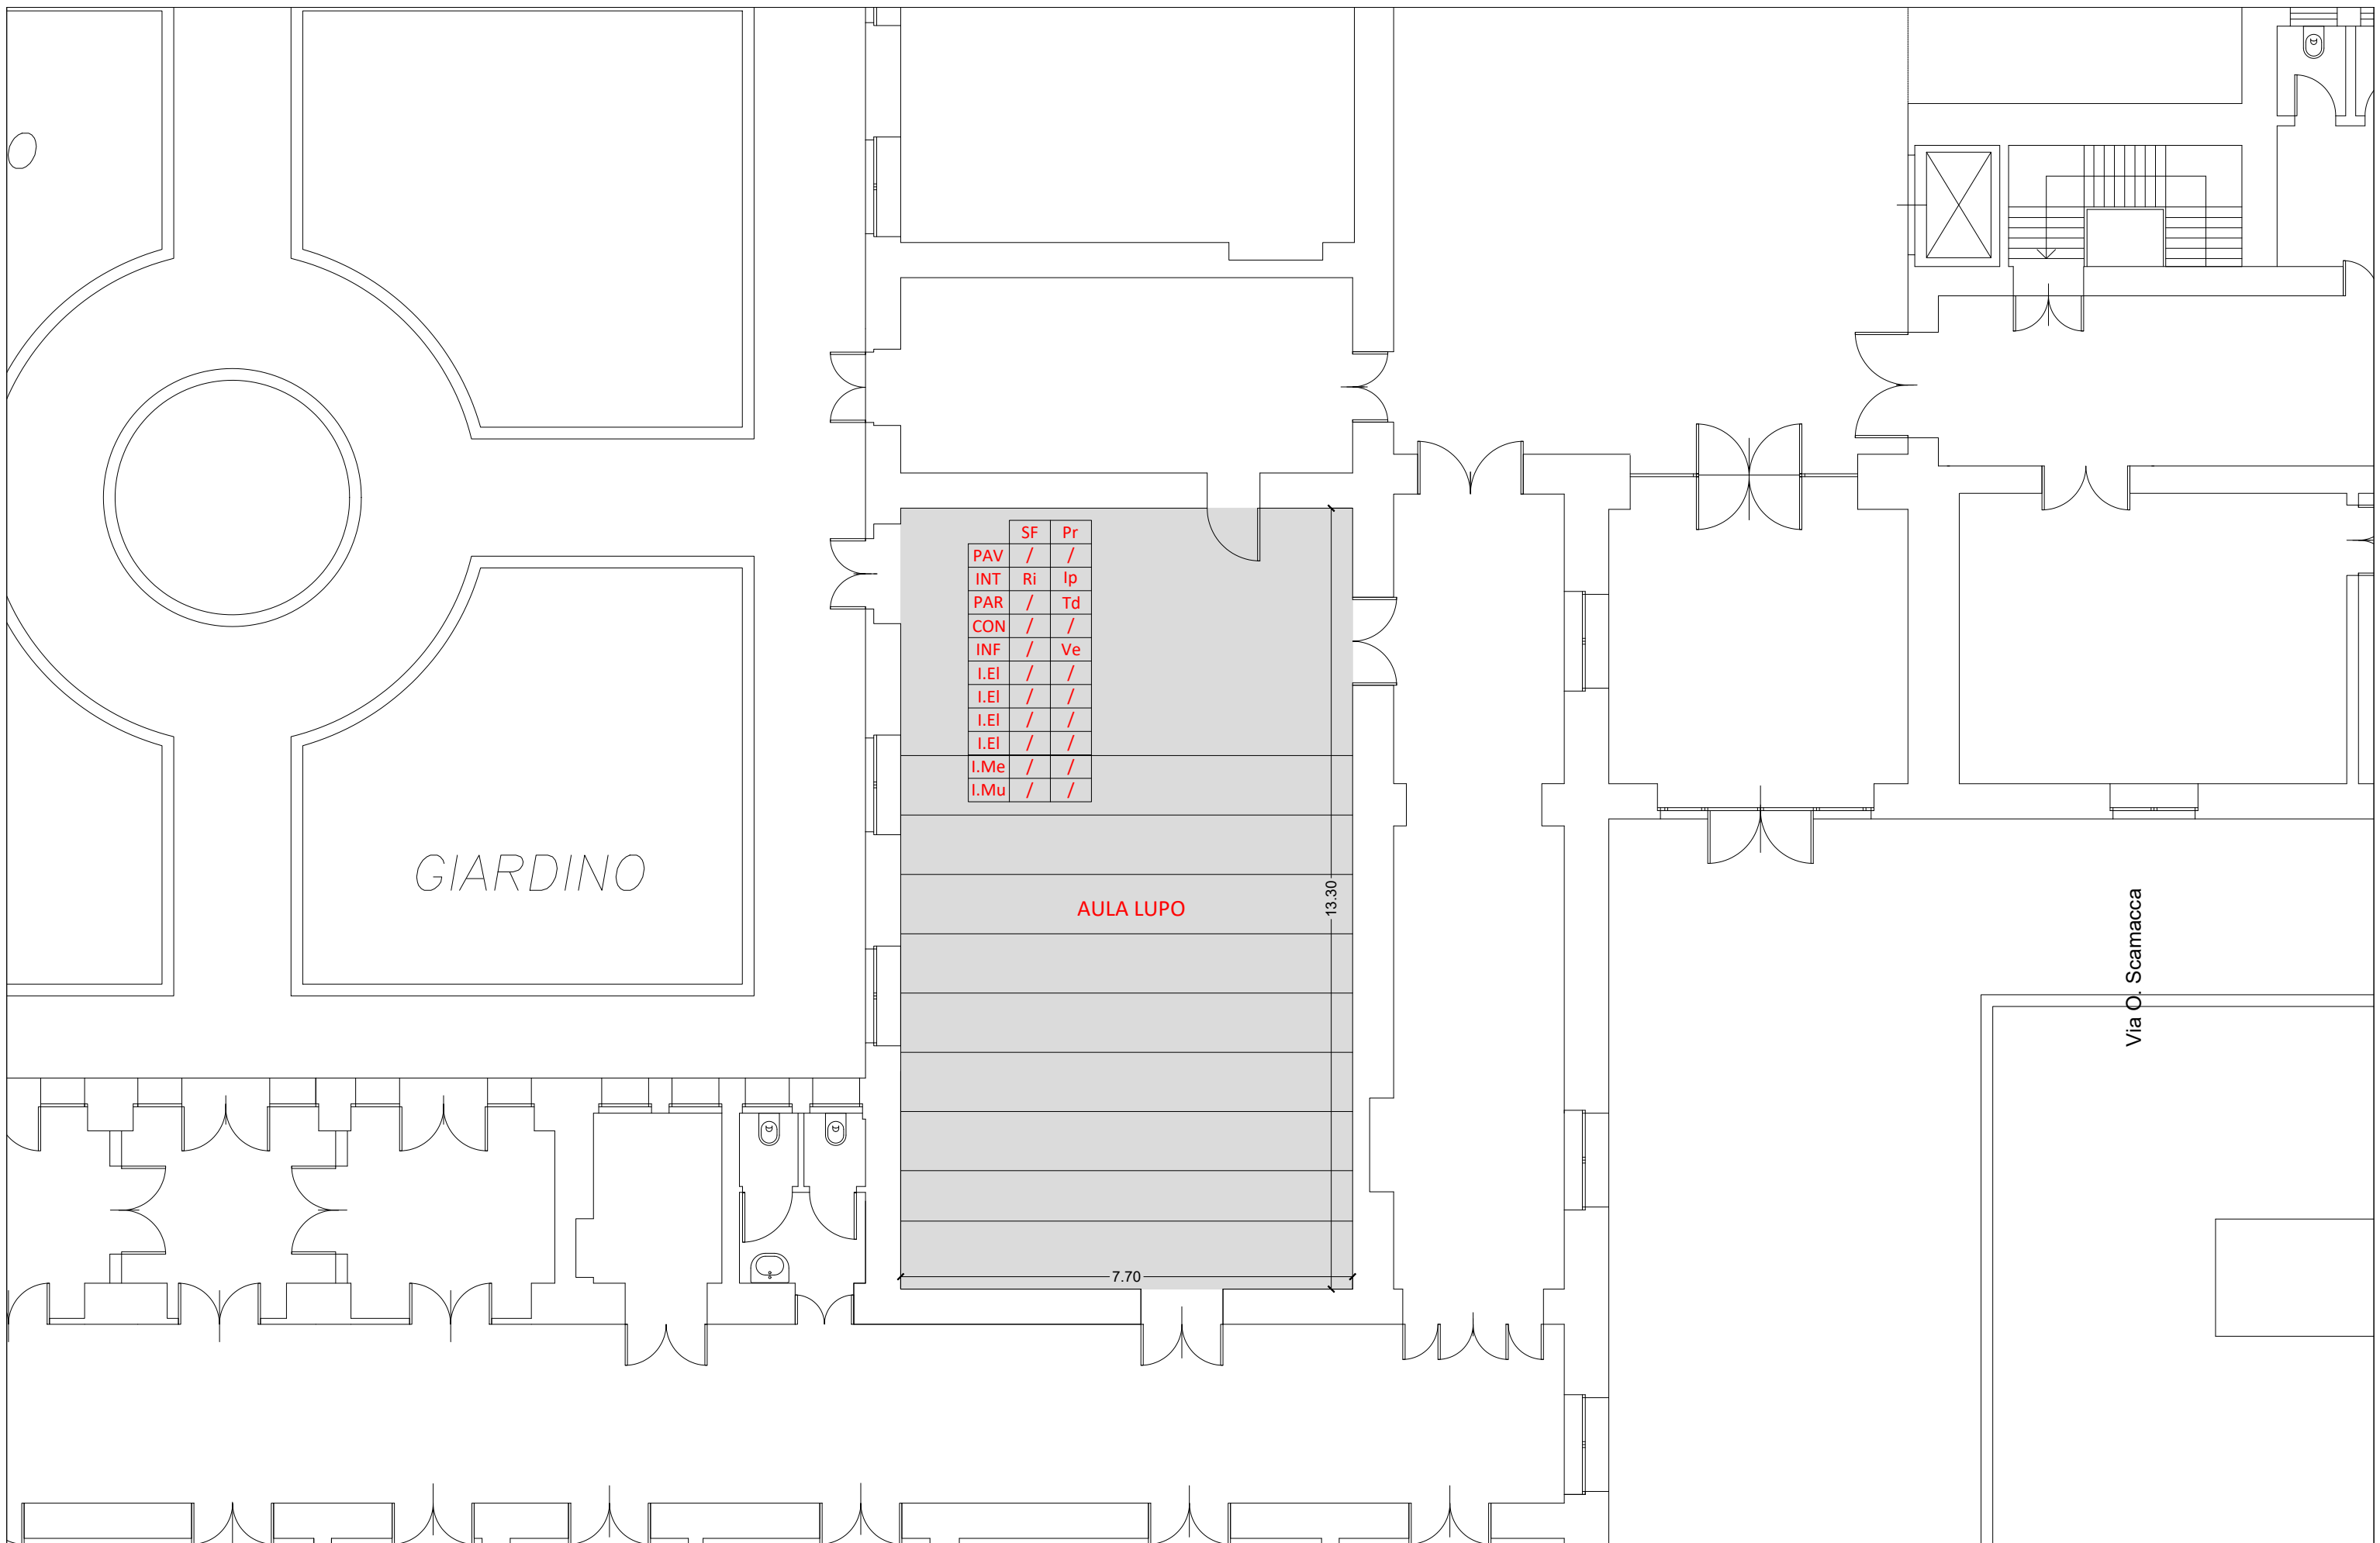 SF Pr
PAV / /
INT Ri Ip
PAR / Td
CON / /
INF / Ve
I.El / /
I.El / /
I.El / /
I.El / /
I.Me / /
I.Mu / /
GIARDINO
AULA LUPO
13.30
7.70
Via O. Scamacca
O